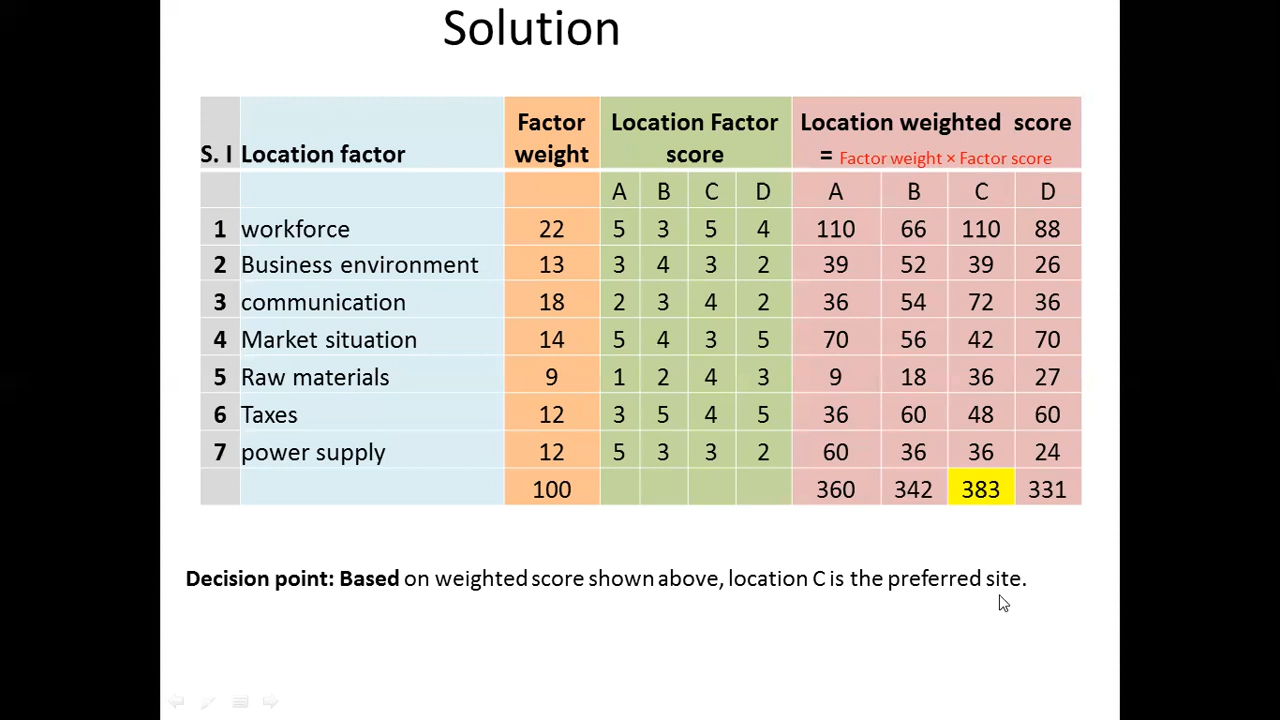 Solution
Factor Location Factor Location weighted score
S. I Location factor weight score = Factor weight × Factor score
A B C D A B C D
1 workforce 22 5 3 5 4 110 66 110 88
2 Business environment 13 3 4 3 2 39 52 39 26
3 communication 18 2 3 4 2 36 54 72 36
4 Market situation 14 5 4 3 5 70 56 42 70
5 Raw materials 9 1 2 4 3 9 18 36 27
6 Taxes 12 3 5 4 5 36 60 48 60
7 power supply 12 5 3 3 2 60 36 36 24
100 360 342 383 331
Decision point: Based on weighted score shown above, location C is the preferred site.